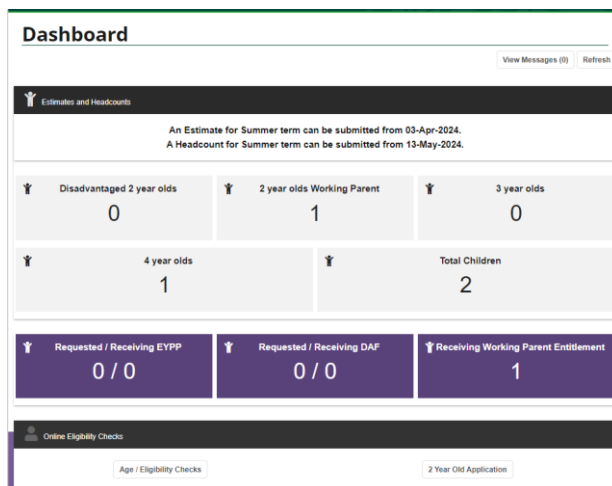 Dashboard
View Messages (0) Refresh
Estimates and Headcounts
An Estimate for Summer term can be submitted from 03-Apr-2024.
A Headcount for Summer term can be submitted from 13-May-2024.
Disadvantaged 2 year olds
0
2 year olds Working Parent
1
3 year olds
0
4 year olds
1
Total Children
2
Requested / Receiving EYPP
0 / 0
Requested / Receiving DAF
0 / 0
Receiving Working Parent Entitlement
1
Online Eligibility Checks
Age / Eligibility Checks
2 Year Old Application